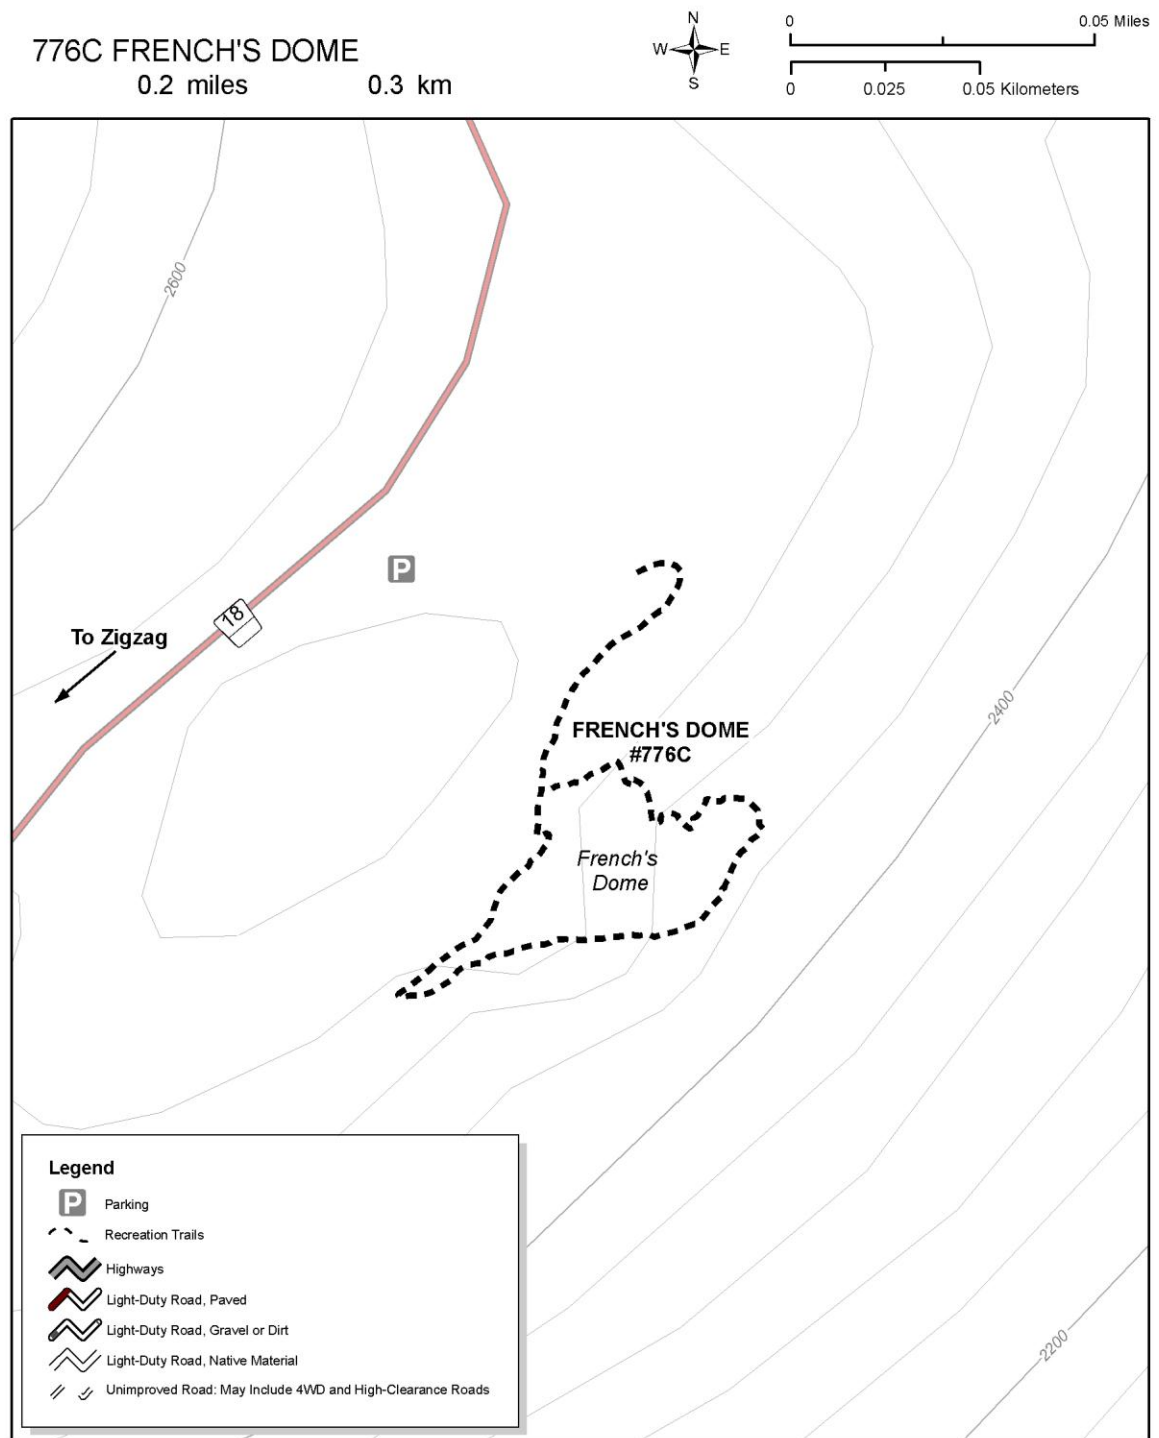 776C FRENCH'S DOME
0.2 miles 0.3 km
N
W E
S
0 0.05 Miles
0 0.025 0.05 Kilometers
2600
P
18
To Zigzag
2400
FRENCH'S DOME
#776C
French's
Dome
Legend
P Parking
Recreation Trails
Highways
Light-Duty Road, Paved
Light-Duty Road, Gravel or Dirt
Light-Duty Road, Native Material
Unimproved Road: May Include 4WD and High-Clearance Roads
2200